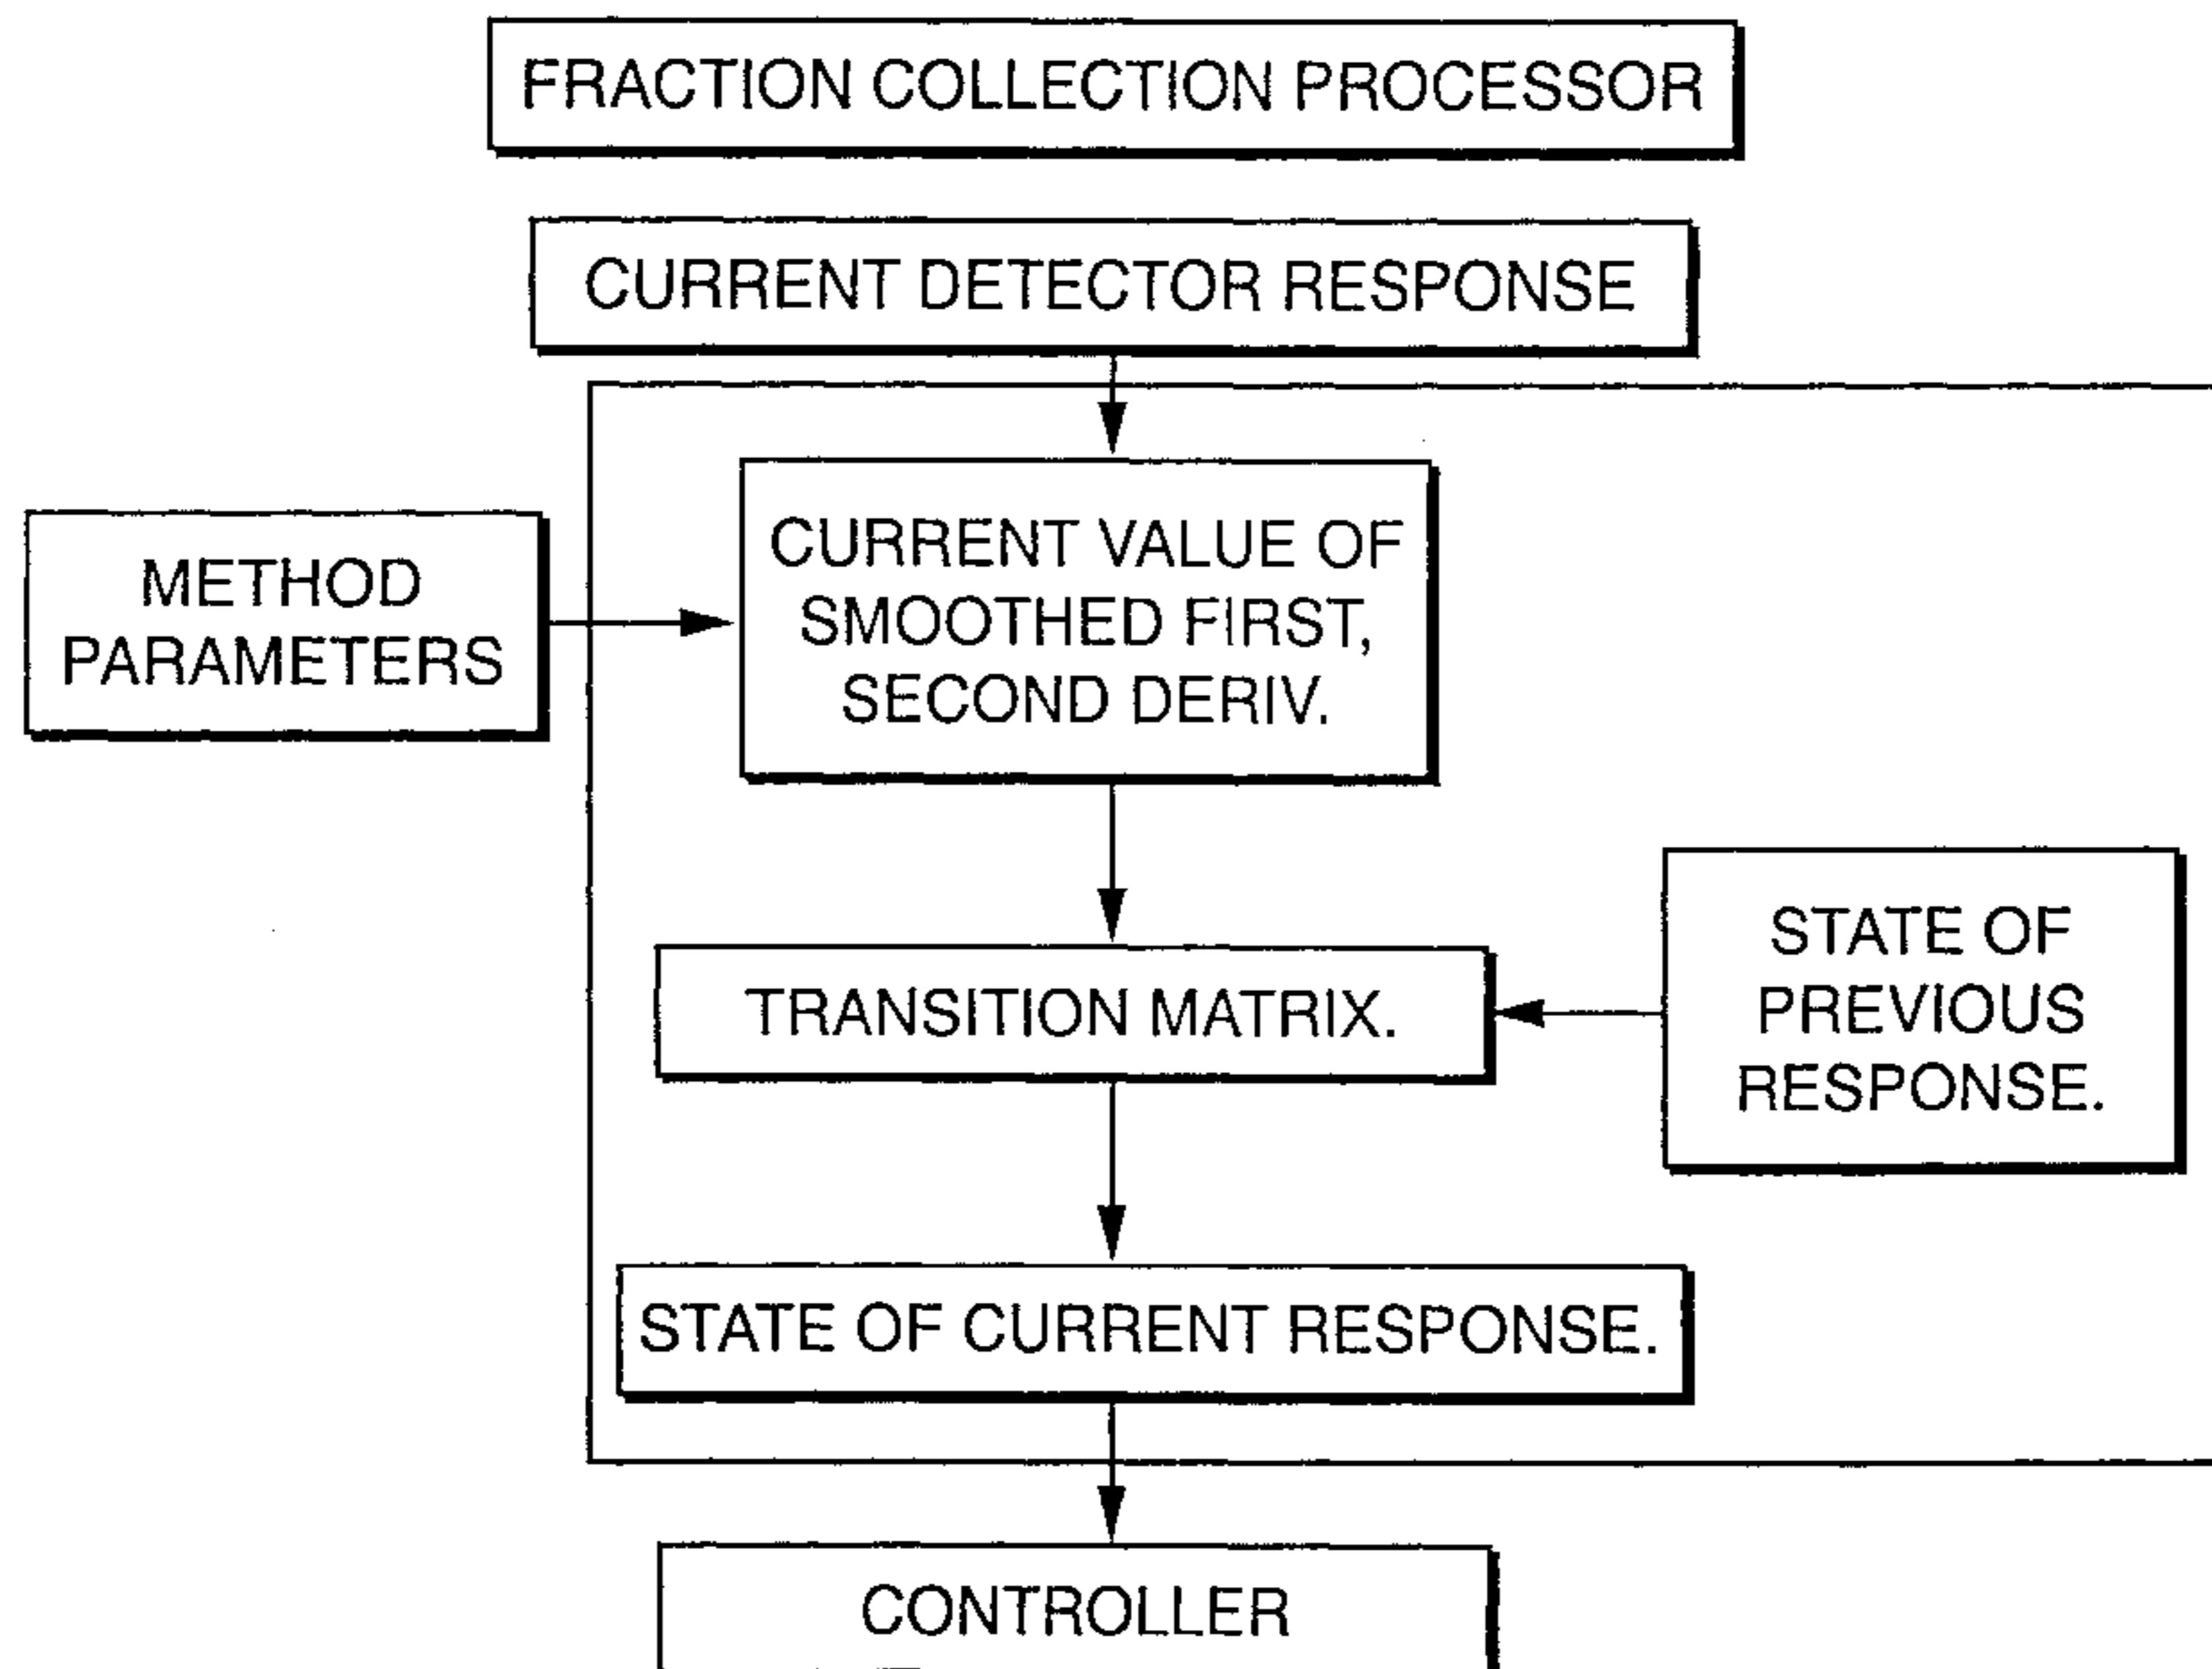 FRACTION COLLECTION PROCESSOR
CURRENT DETECTOR RESPONSE
METHOD
PARAMETERS
CURRENT VALUE OF
SMOOTHED FIRST,
SECOND DERIV.
TRANSITION MATRIX.
STATE OF
PREVIOUS
RESPONSE.
STATE OF CURRENT RESPONSE.
CONTROLLER